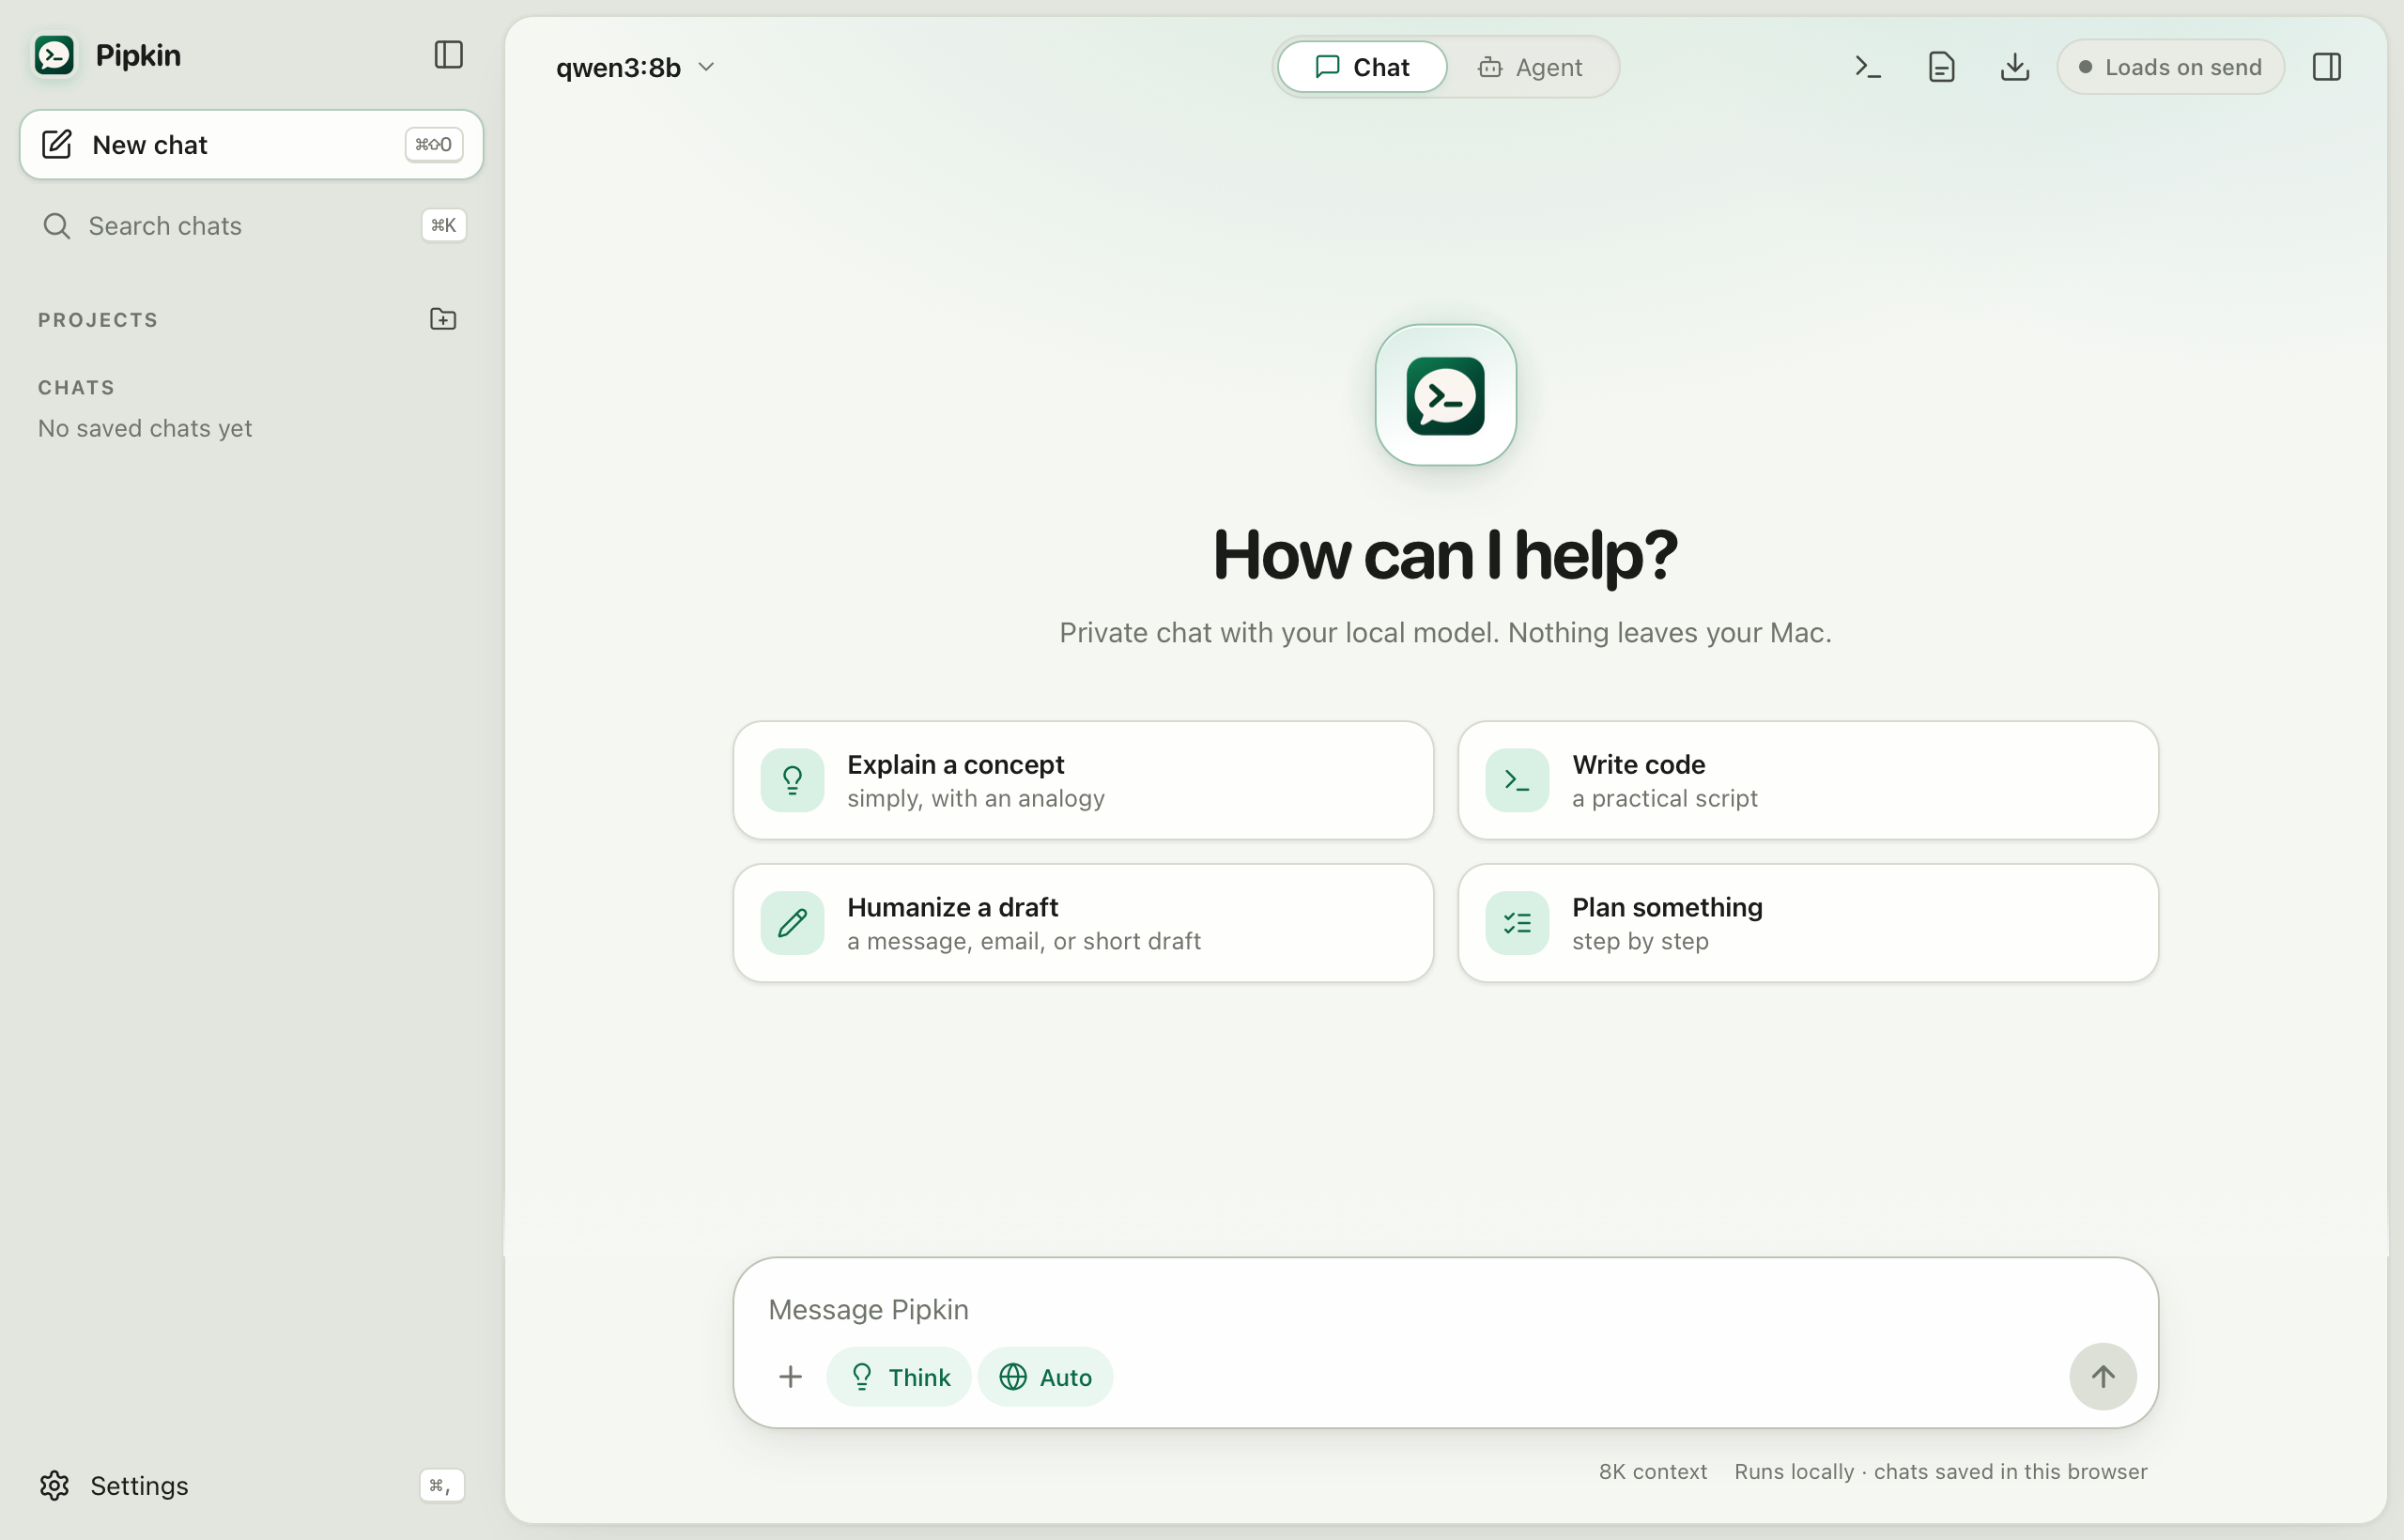 Pipkin
New chat
⌘⇧O
Search chats
⌘K
PROJECTS
CHATS
No saved chats yet
Settings
⌘,
qwen3:8b
Chat
Agent
Loads on send
How can I help?
Private chat with your local model. Nothing leaves your Mac.
Explain a concept
simply, with an analogy
Write code
a practical script
Humanize a draft
a message, email, or short draft
Plan something
step by step
Message Pipkin
Think
Auto
8K context
Runs locally · chats saved in this browser